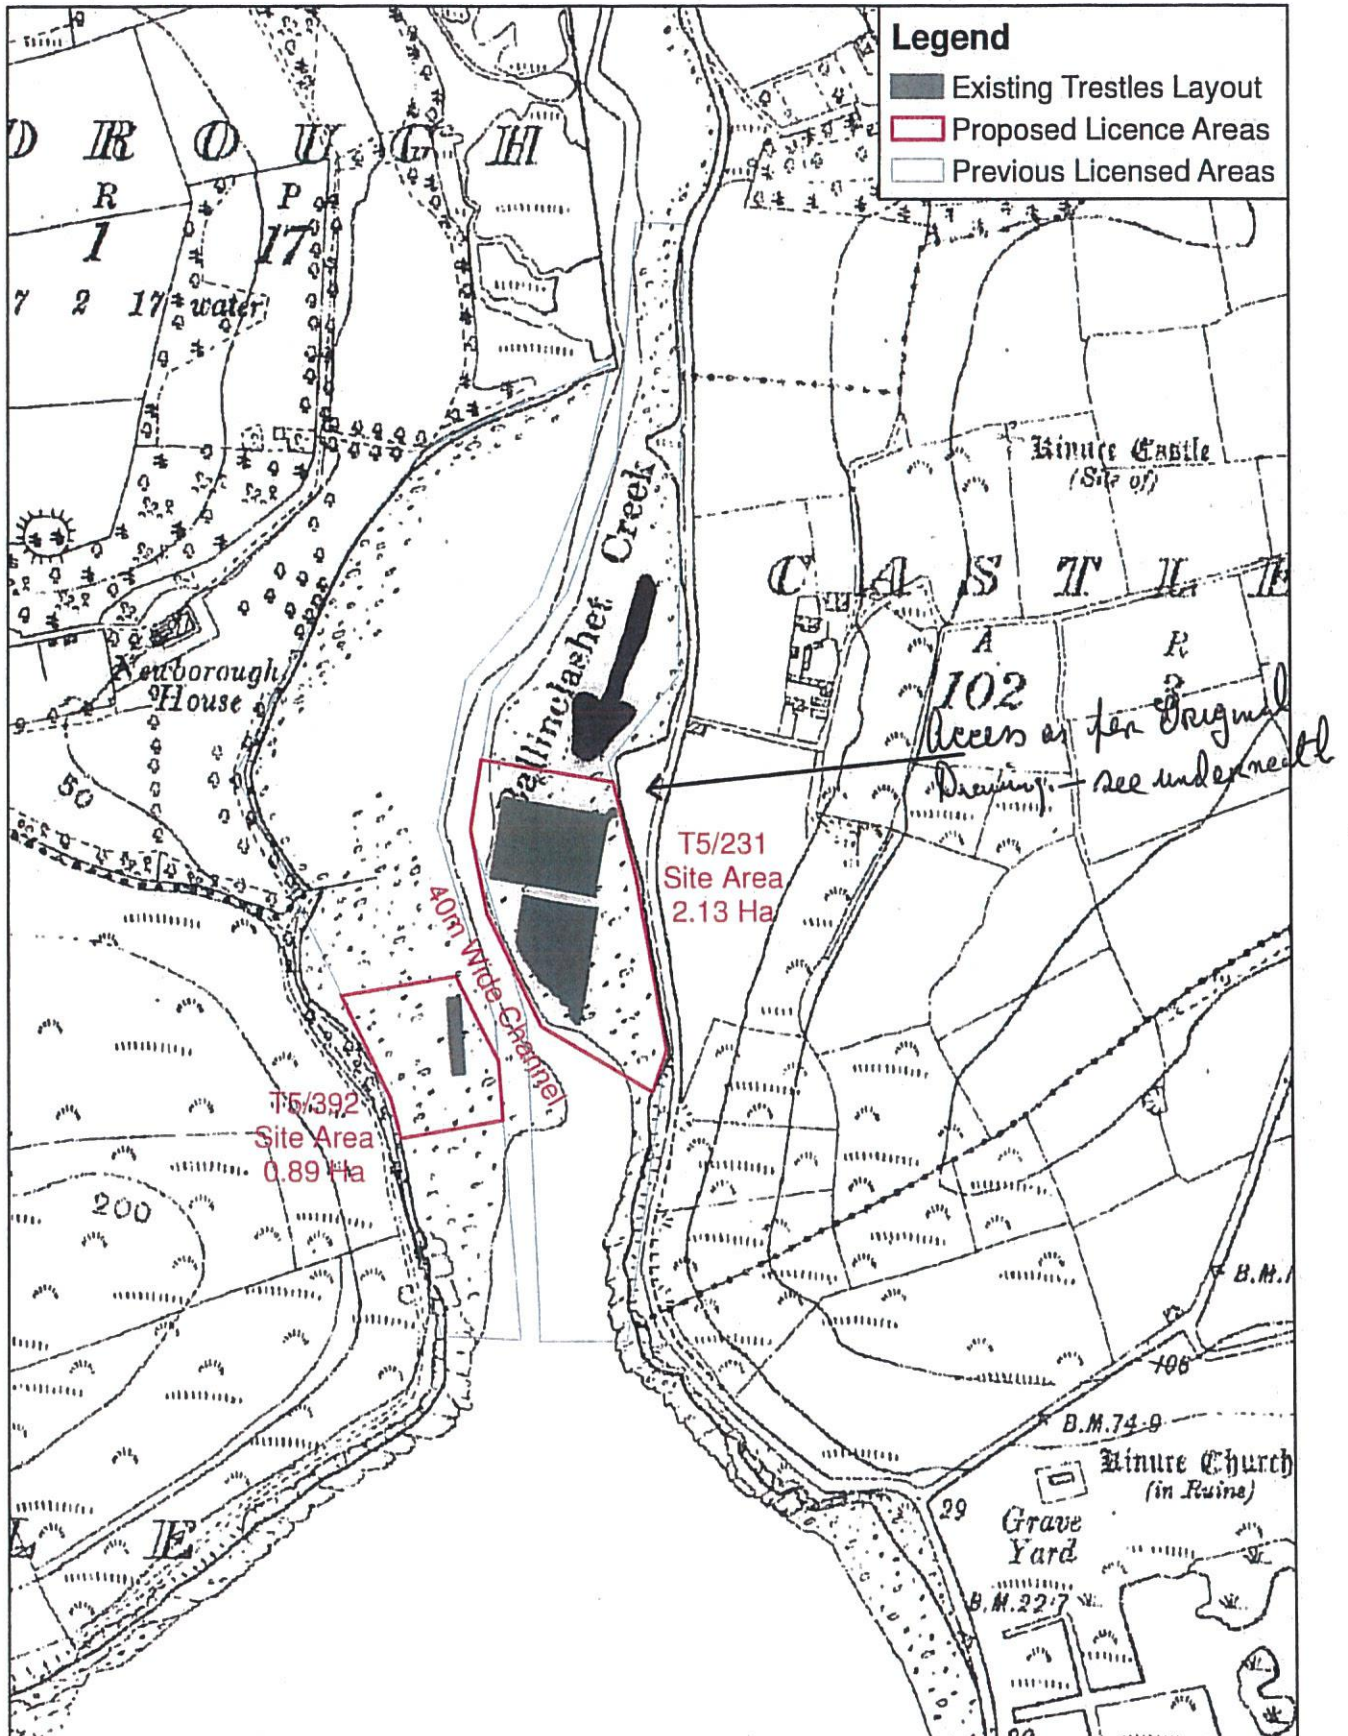 Legend
Existing Trestles Layout
Proposed Licence Areas
Previous Licensed Areas
O R O U G H
R P
1 17
7 2 17 water
Creek
Ballinclashet
Kinure Castle
(Site of)
C A S T L E
A R
102 3
Newborough
House
Access as per Original
Drawing - see underneath
50
T5/231
Site Area
2.13 Ha
40m Wide Channel
T5/392
Site Area
0.89 Ha
200
B.M.1
106
B.M.74·9
Kinure Church
(in Ruins)
29
Grave
Yard
B.M.22·7
L E